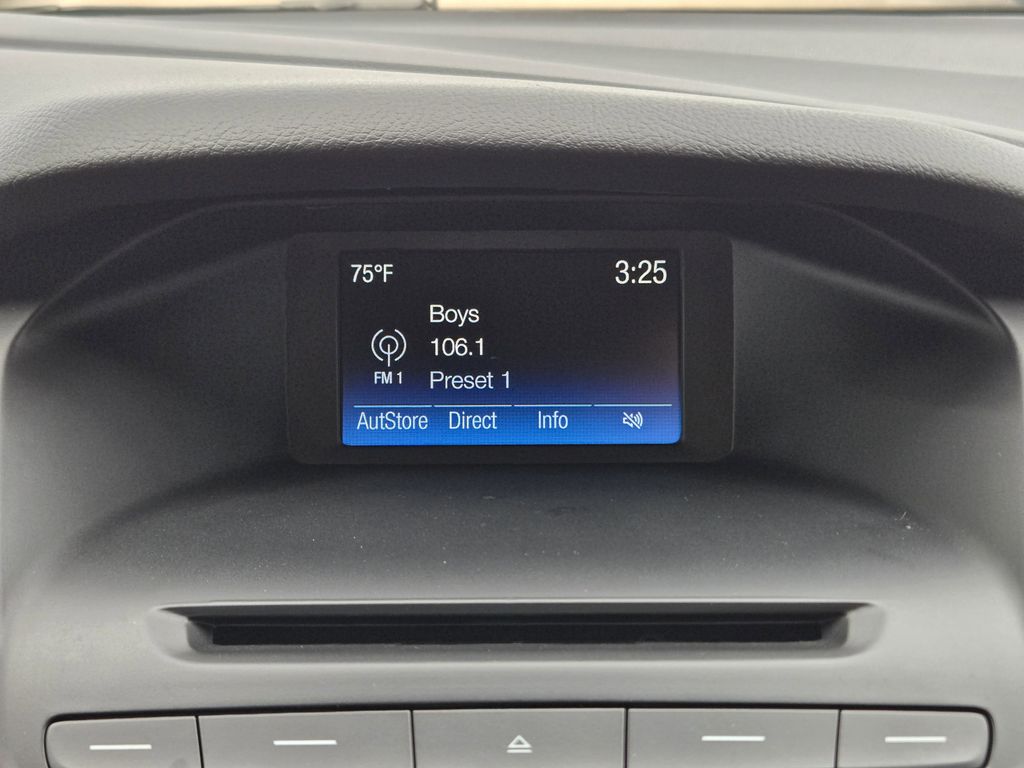 75°F 3:25
Boys
106.1
FM 1 Preset 1
AutStore Direct Info